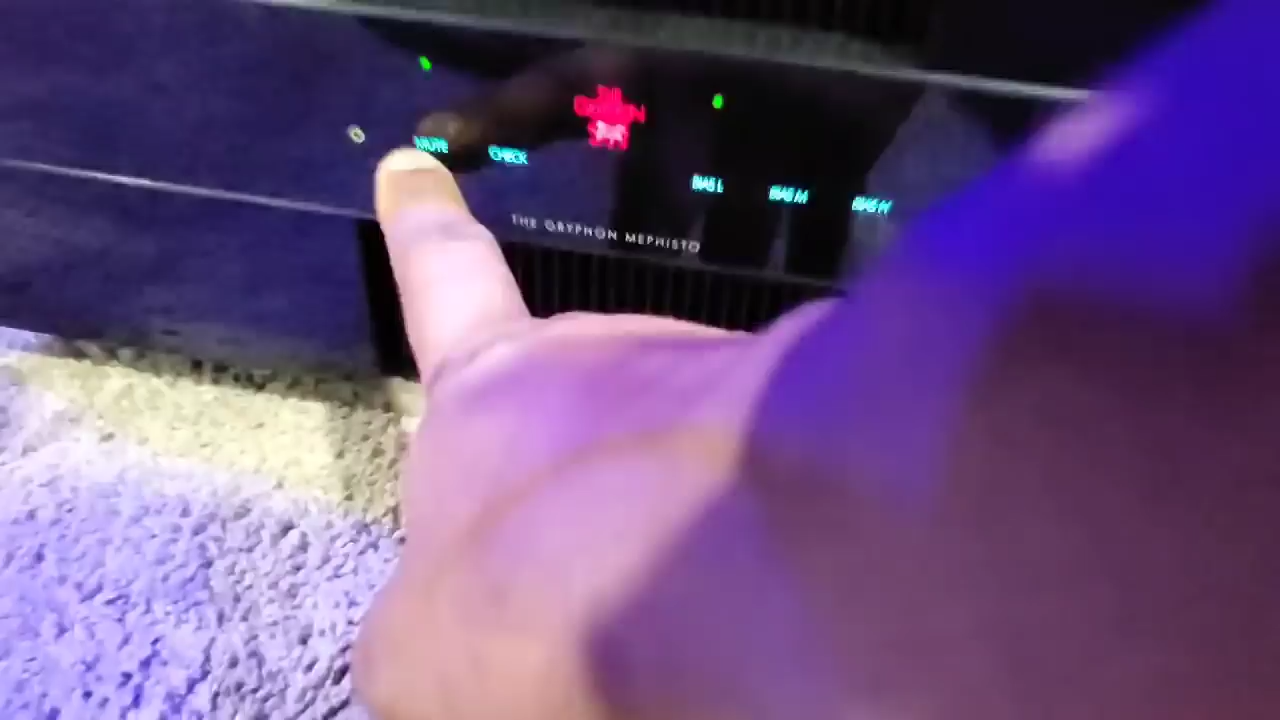 MUTE
CHECK
BIAS L
BIAS M
BIAS H
THE GRYPHON MEPHISTO